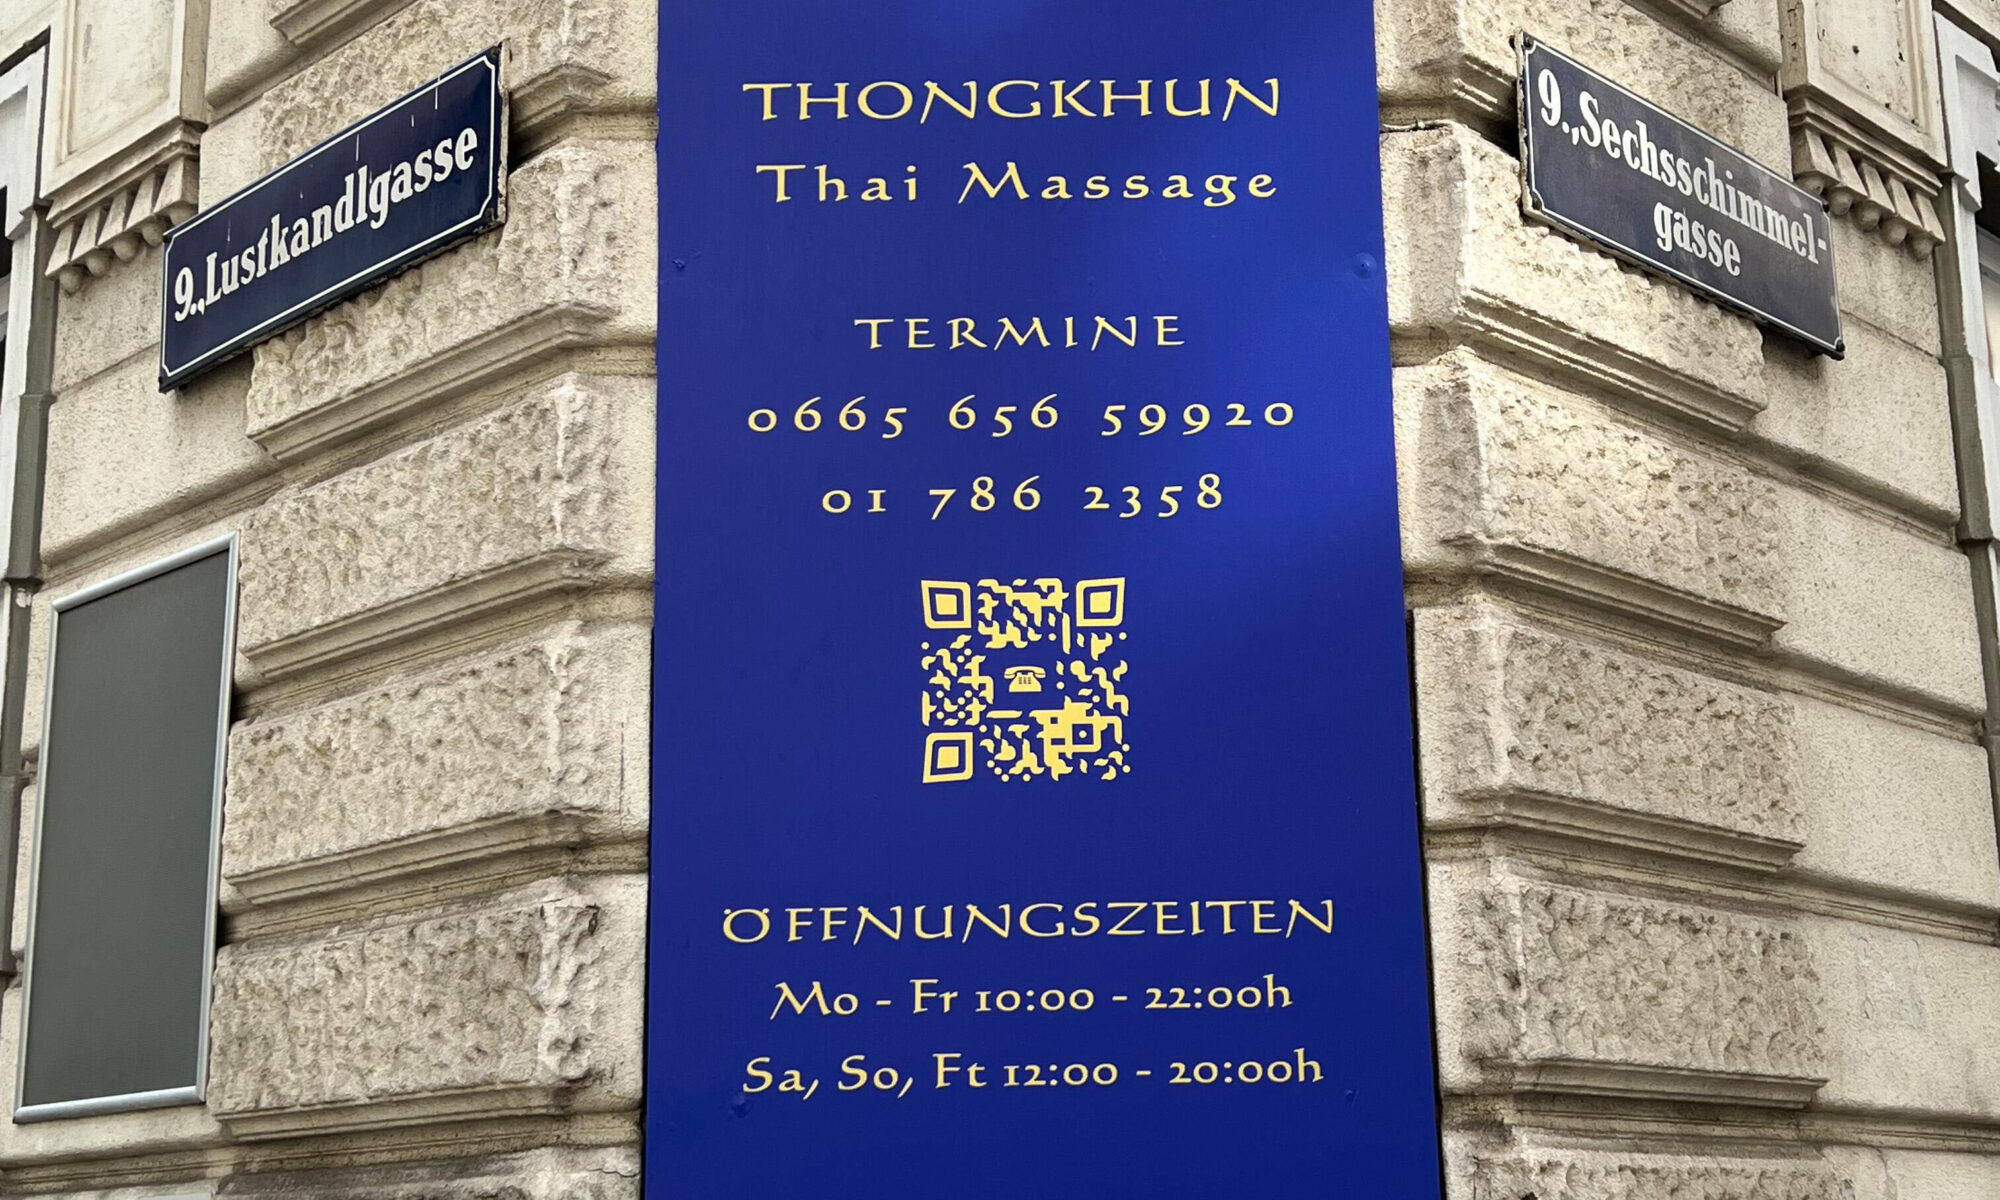 9., Lustkandlgasse
THONGKHUN
Thai Massage
TERMINE
0665 656 59920
01 786 2358
ÖFFNUNGSZEITEN
Mo - Fr 10:00 - 22:00h
Sa, So, Ft 12:00 - 20:00h
9., Sechsschimmel-
gasse